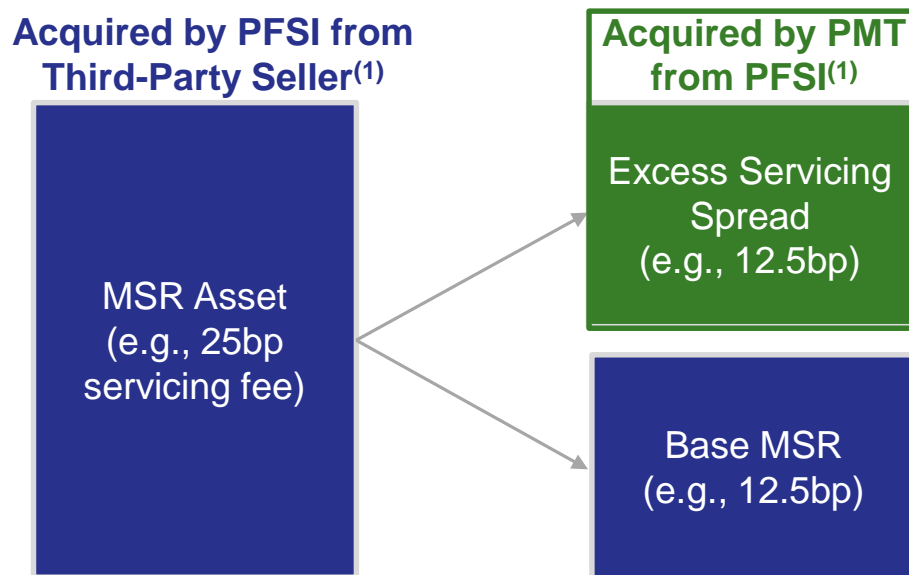 Acquired by PFSI from
Third-Party Seller(1)
MSR Asset
(e.g., 25bp
servicing fee)
Acquired by PMT
from PFSI(1)
Excess Servicing
Spread
(e.g., 12.5bp)
Base MSR
(e.g., 12.5bp)